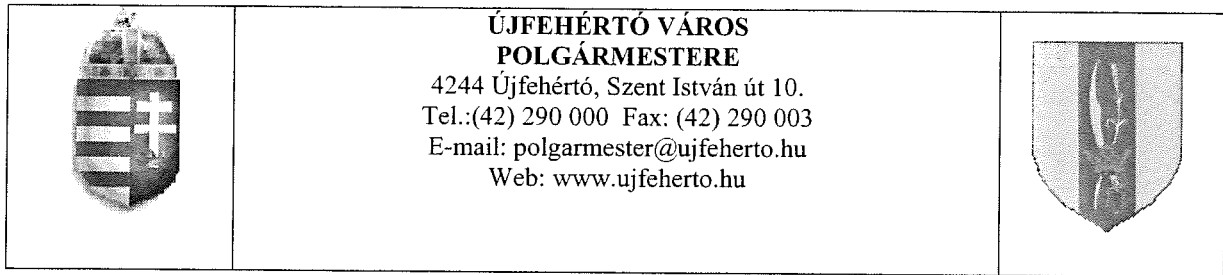 ÚJFEHÉRTÓ VÁROS
POLGÁRMESTERE
4244 Újfehértó, Szent István út 10.
Tel.:(42) 290 000 Fax: (42) 290 003
E-mail: polgarmester@ujfeherto.hu
Web: www.ujfeherto.hu